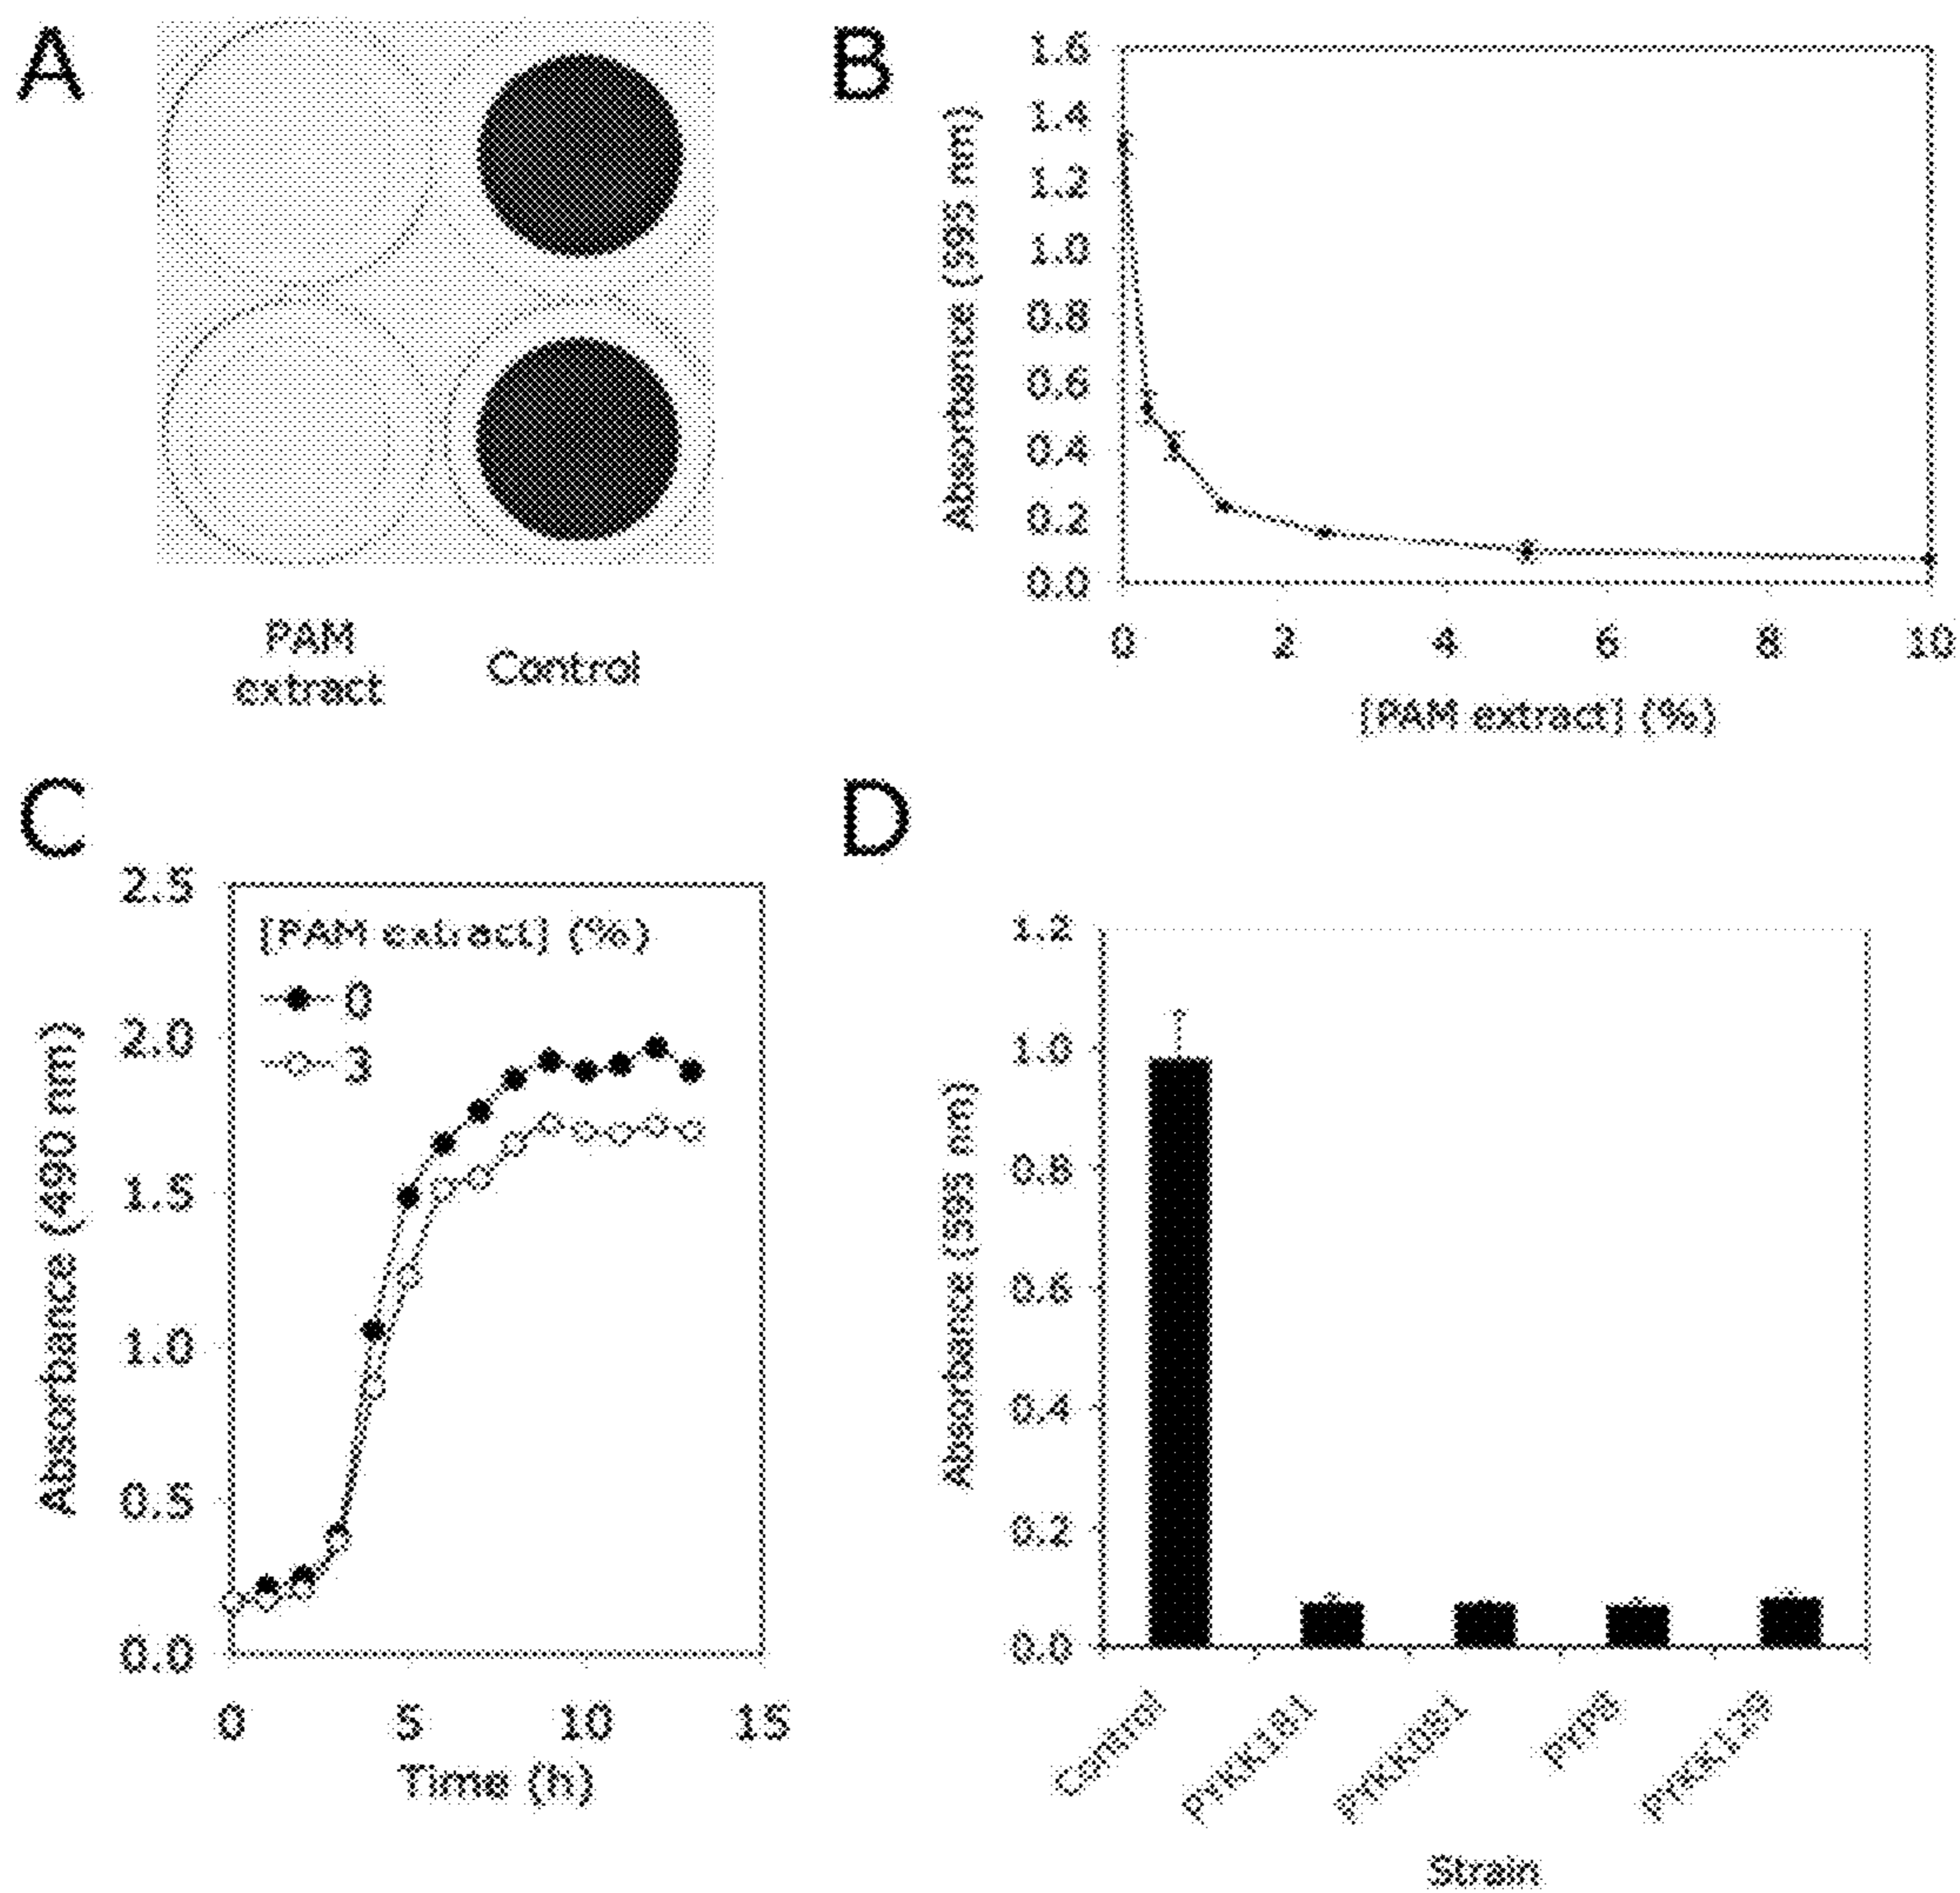 A
PAM
extract
Control
B
1.6
1.4
1.2
1.0
0.8
0.6
0.4
0.2
0.0
Absorbance (595 nm)
0 2 4 6 8 10
[PAM extract] (%)
C
2.5
2.0
1.5
1.0
0.5
0.0
Absorbance (490 nm)
[PAM extract] (%)
0
3
0 5 10 15
Time (h)
D
1.2
1.0
0.8
0.6
0.4
0.2
0.0
Absorbance (595 nm)
Control
Strain